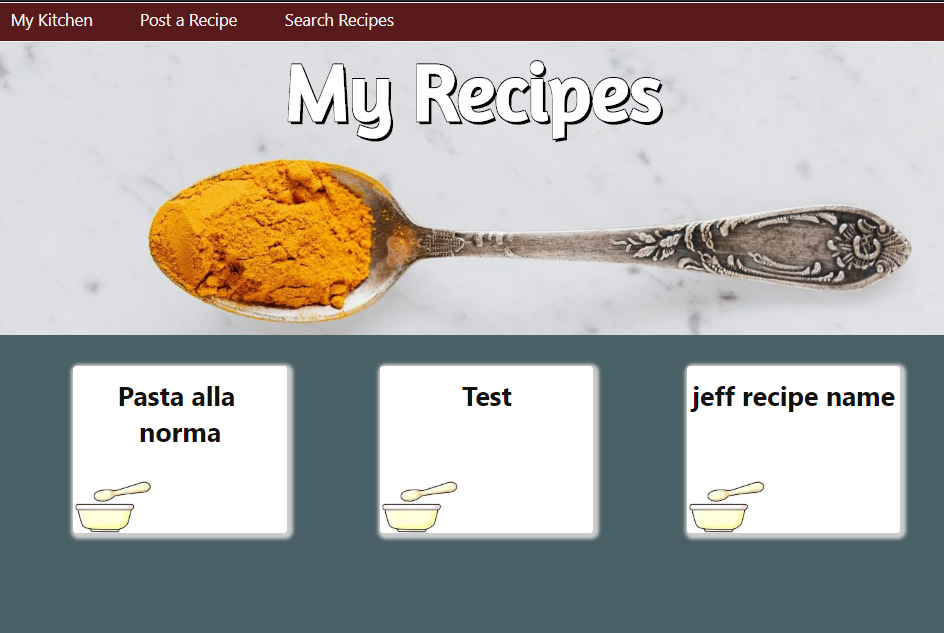 My Kitchen Post a Recipe Search Recipes
My Recipes
Pasta alla
norma
Test
jeff recipe name